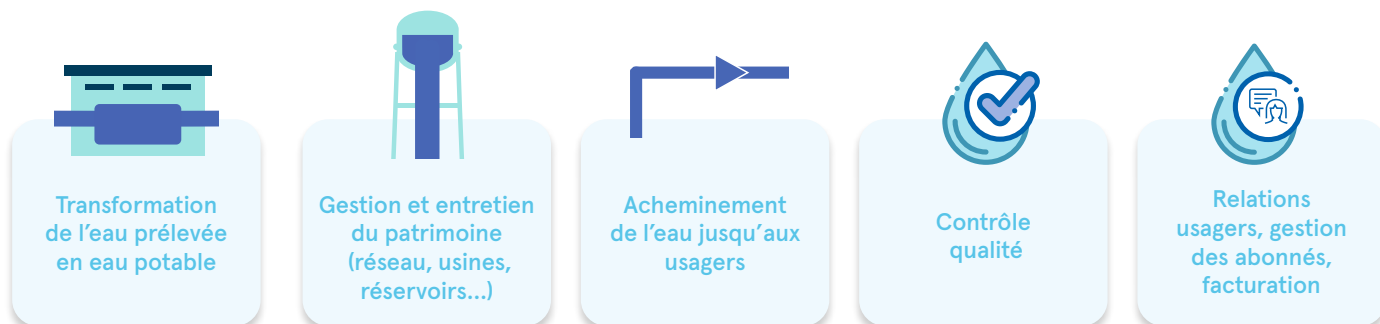 Transformation
de l’eau prélevée
en eau potable
Gestion et entretien
du patrimoine
(réseau, usines,
réservoirs...)
Acheminement
de l’eau jusqu’aux
usagers
Contrôle
qualité
Relations
usagers, gestion
des abonnés,
facturation